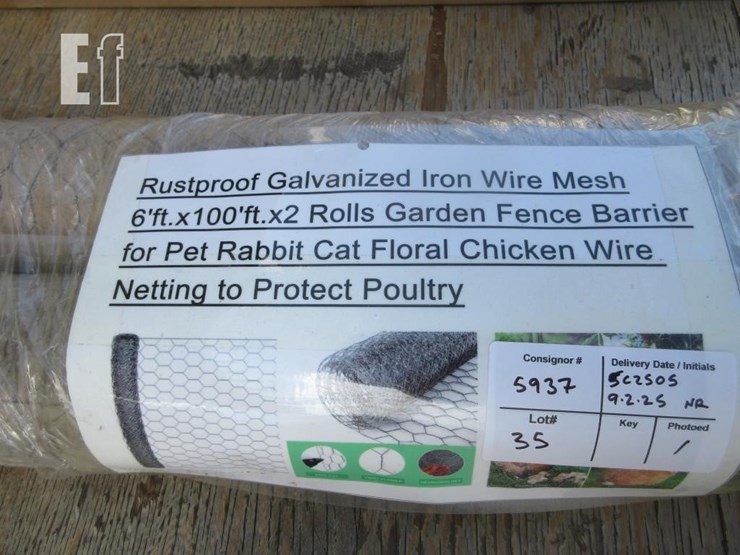 Ef
Rustproof Galvanized Iron Wire Mesh
6'ft.x100'ft.x2 Rolls Garden Fence Barrier
for Pet Rabbit Cat Floral Chicken Wire
Netting to Protect Poultry
Consignor #
5937
Delivery Date / Initials
SC2505
9.2.25 NR
Lot#
35
Key
Photoed
/